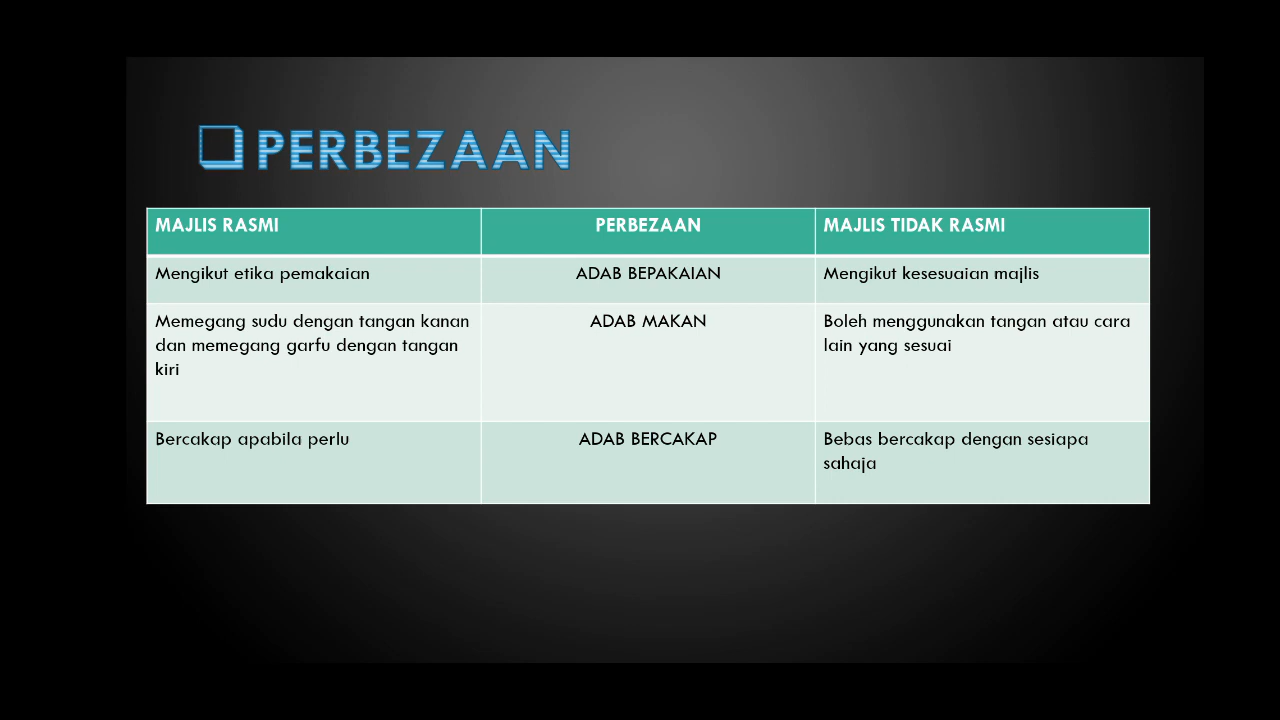 PERBEZAAN
MAJLIS RASMI
PERBEZAAN
MAJLIS TIDAK RASMI
Mengikut etika pemakaian
ADAB BEPAKAIAN
Mengikut kesesuaian majlis
Memegang sudu dengan tangan kanan
dan memegang garfu dengan tangan
kiri
ADAB MAKAN
Boleh menggunakan tangan atau cara
lain yang sesuai
Bercakap apabila perlu
ADAB BERCAKAP
Bebas bercakap dengan sesiapa
sahaja